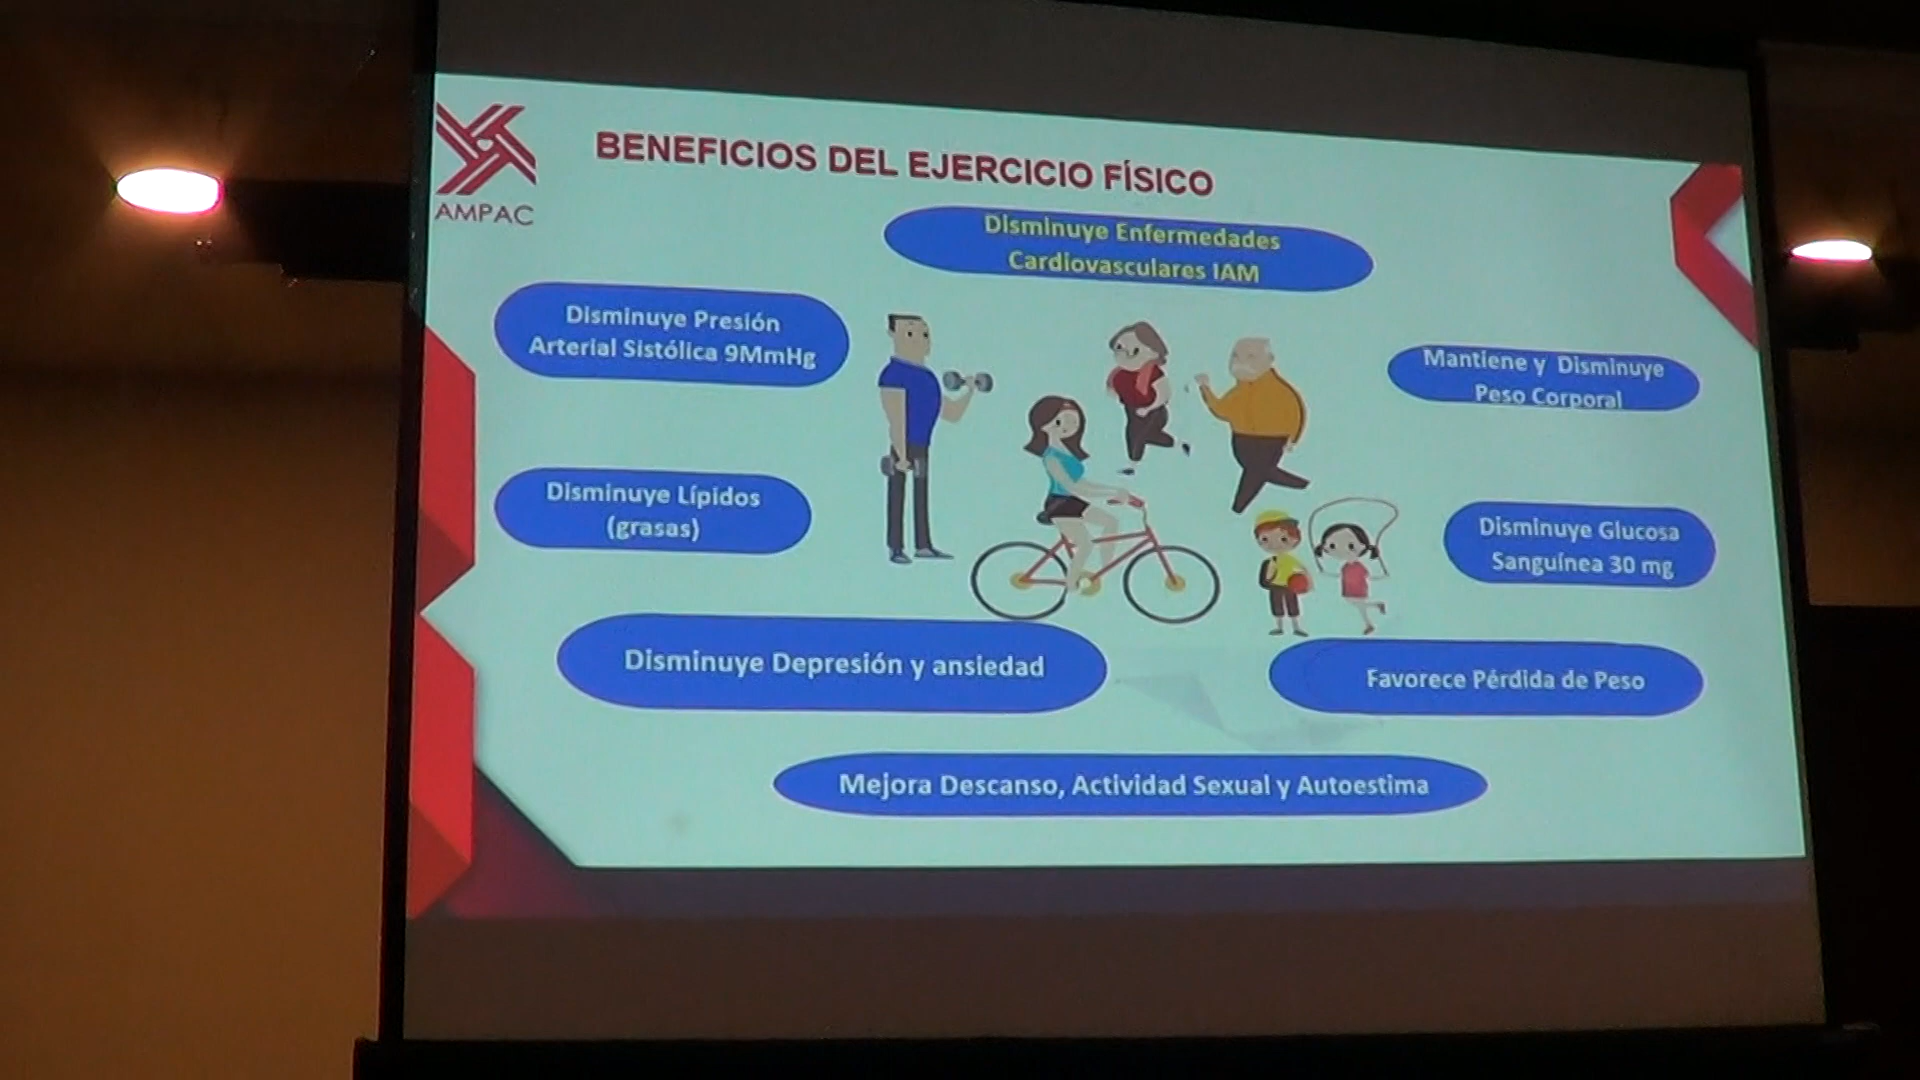 AMPAC
BENEFICIOS DEL EJERCICIO FÍSICO
Disminuye Enfermedades
Cardiovasculares IAM
Disminuye Presión
Arterial Sistólica 9MmHg
Mantiene y Disminuye
Peso Corporal
Disminuye Lípidos
(grasas)
Disminuye Glucosa
Sanguínea 30 mg
Disminuye Depresión y ansiedad
Favorece Pérdida de Peso
Mejora Descanso, Actividad Sexual y Autoestima